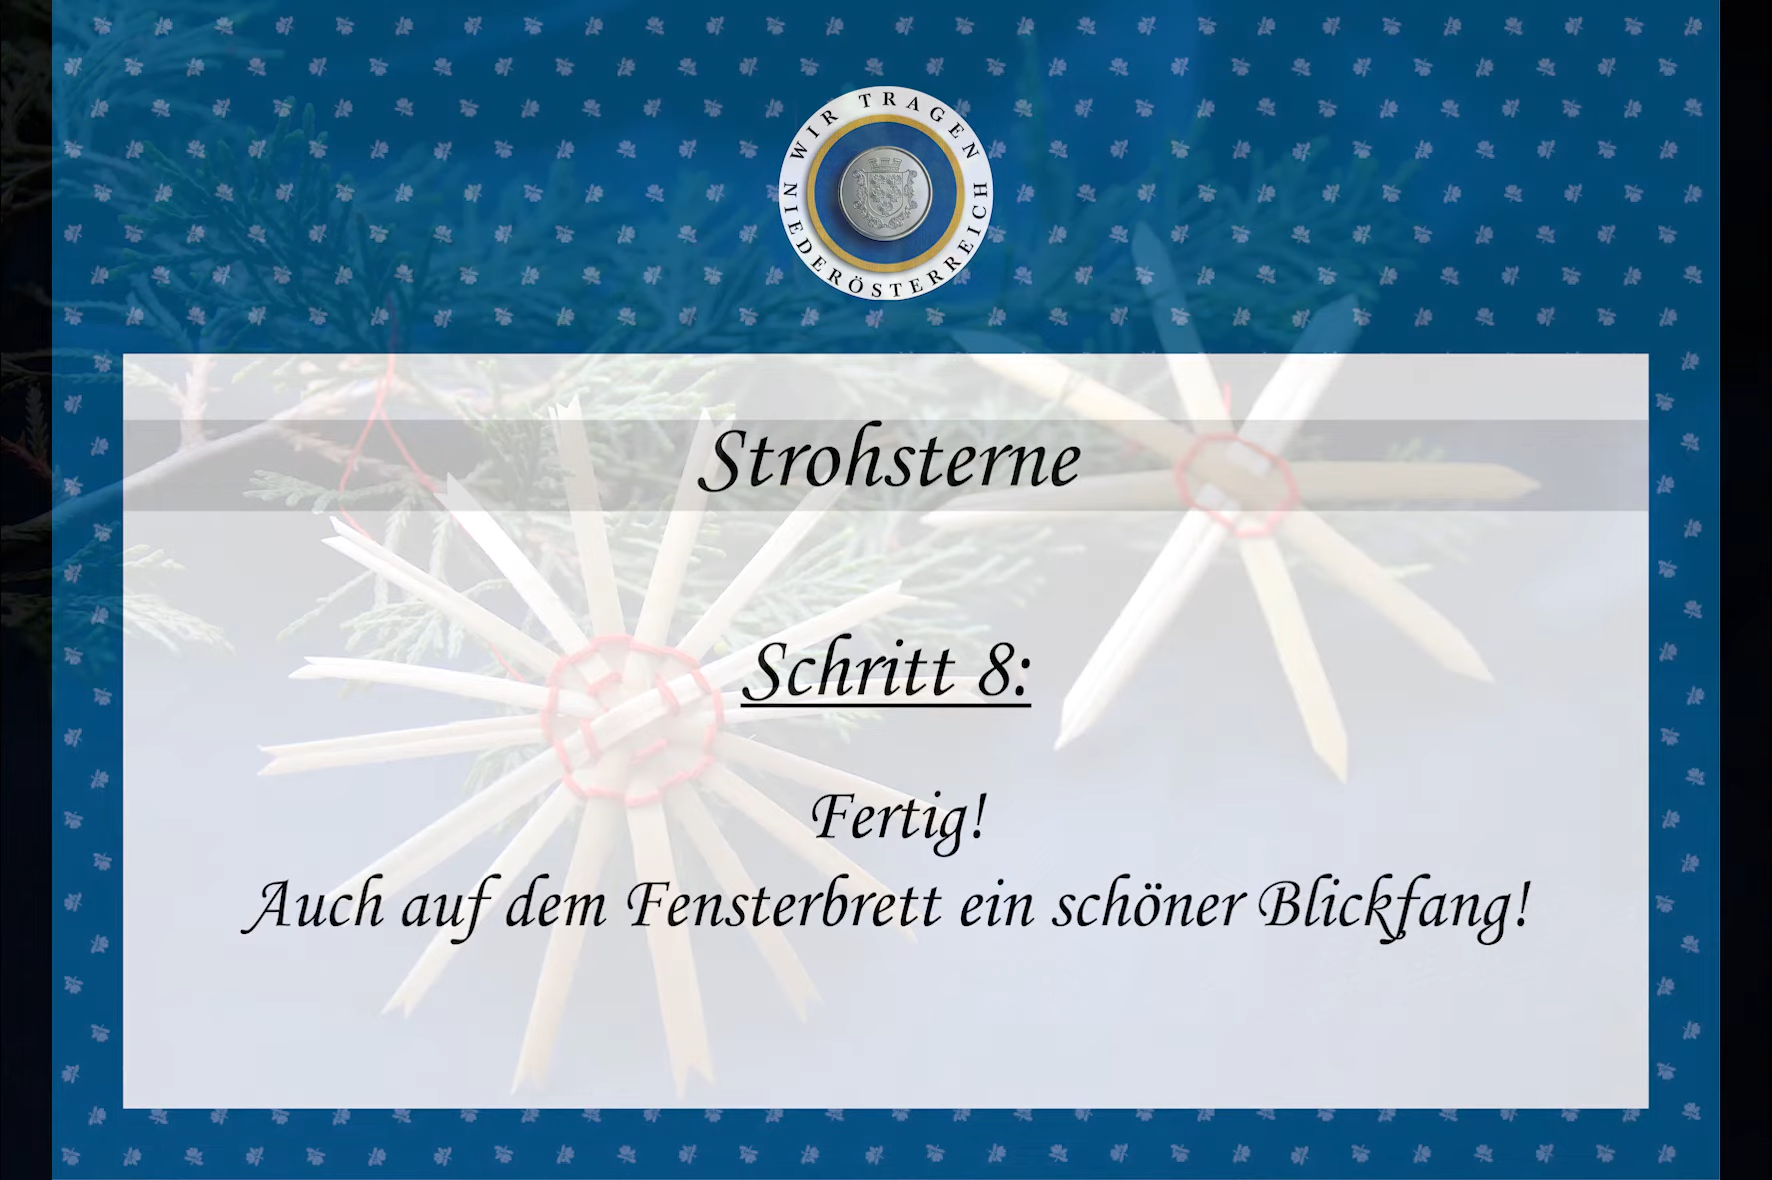 WIR TRAGEN NIEDERÖSTERREICH
Strohsterne
Schritt 8:
Fertig!
Auch auf dem Fensterbrett ein schöner Blickfang!